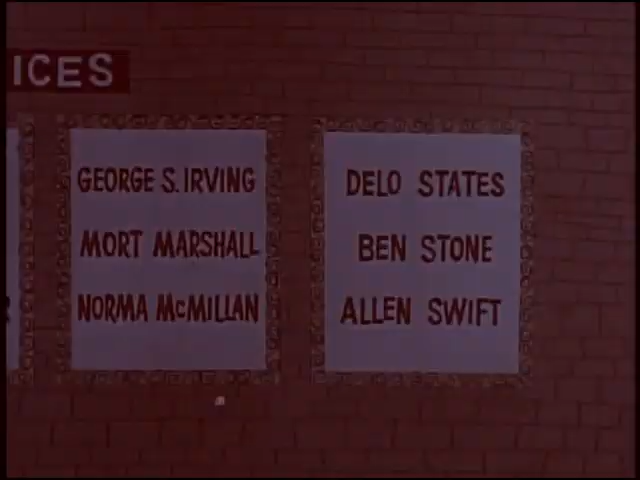 ICES
GEORGE S. IRVING
MORT MARSHALL
NORMA McMILLAN
DELO STATES
BEN STONE
ALLEN SWIFT